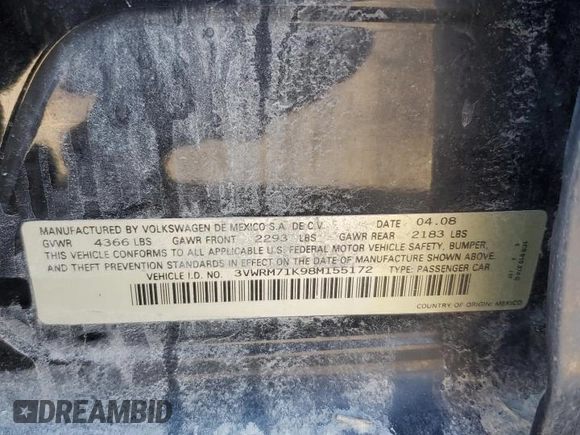 MANUFACTURED BY VOLKSWAGEN DE MEXICO S.A. DE C.V. DATE 04.08
GVWR 4366 LBS GAWR FRONT 2293 LBS GAWR REAR 2183 LBS
THIS VEHICLE CONFORMS TO ALL APPLICABLE U.S. FEDERAL MOTOR VEHICLE SAFETY, BUMPER,
AND THEFT PREVENTION STANDARDS IN EFFECT ON THE DATE OF MANUFACTURE SHOWN ABOVE.
VEHICLE I.D. NO. 3VWRM71K98M155172 TYPE: PASSENGER CAR
COUNTRY OF ORIGIN: MEXICO
DREAMBID